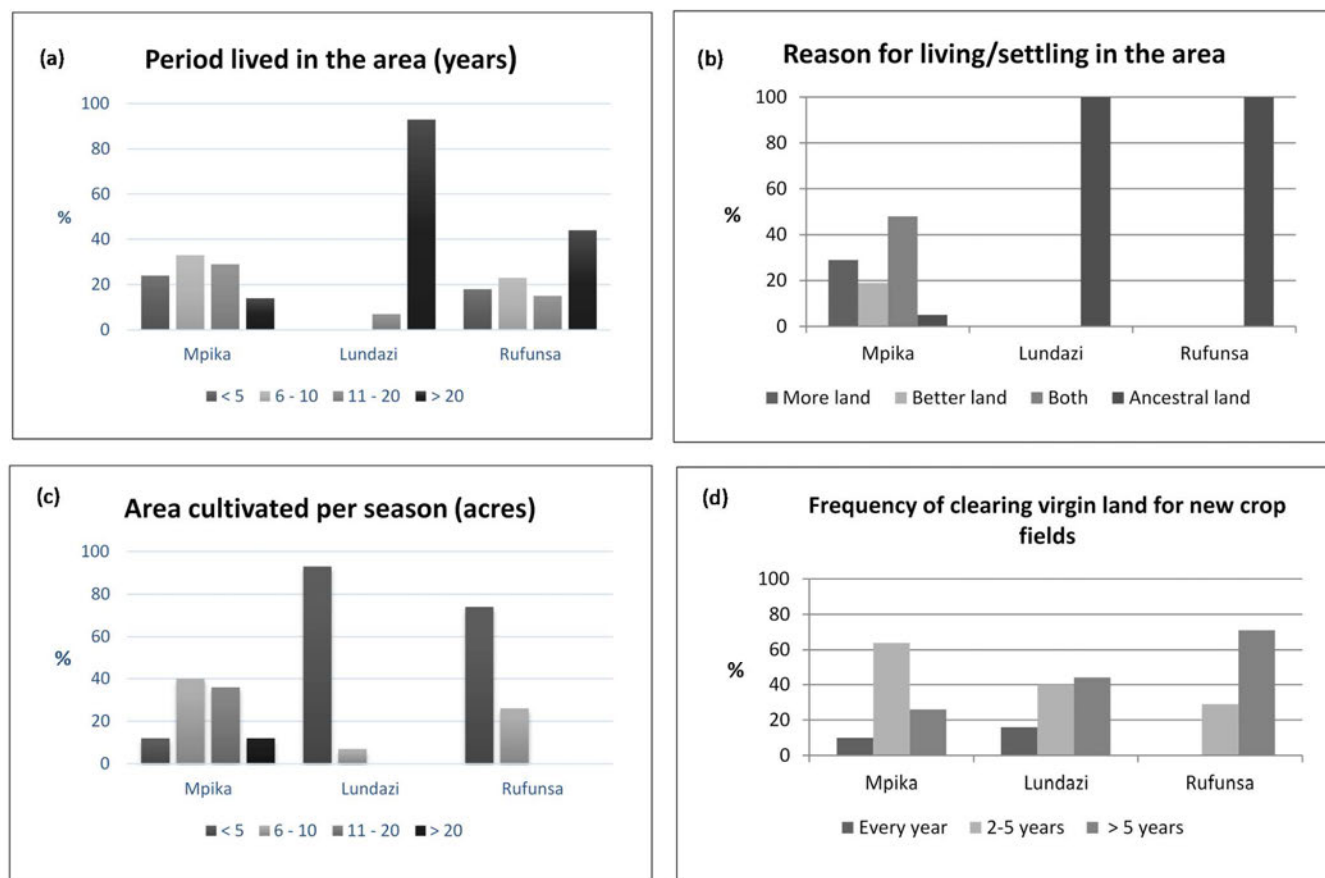 (a)
Period lived in the area (years)
100
80
60
%
40
20
0
Mpika Lundazi Rufunsa
< 5 6 - 10 11 - 20 > 20
(b)
Reason for living/settling in the area
100
80
60
%
40
20
0
Mpika Lundazi Rufunsa
More land Better land Both Ancestral land
(c)
Area cultivated per season (acres)
100
80
60
%
40
20
0
Mpika Lundazi Rufunsa
< 5 6 - 10 11 - 20 > 20
(d)
Frequency of clearing virgin land for new crop
fields
100
80
60
%
40
20
0
Mpika Lundazi Rufunsa
Every year 2-5 years > 5 years